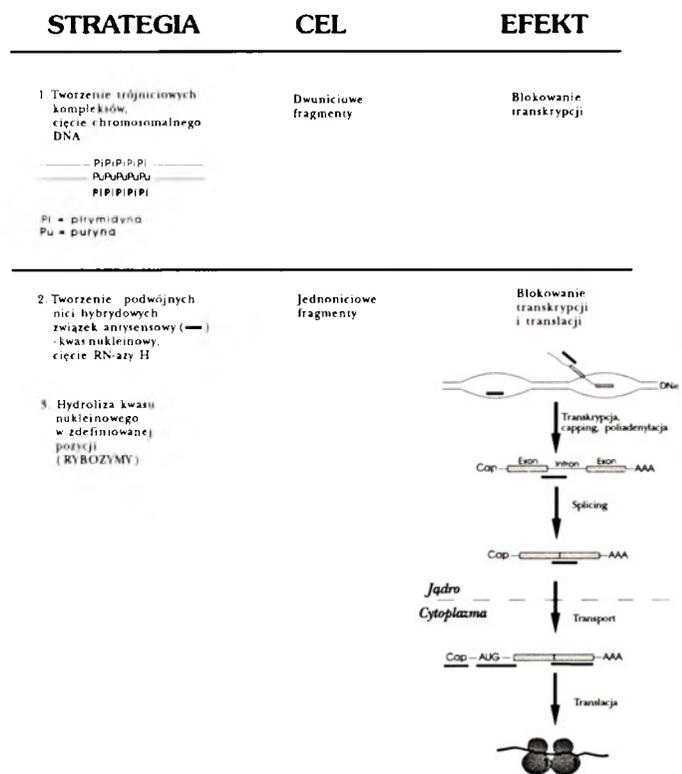 STRATEGIA CEL EFEKT
1. Tworzenie trójniciowych
kompleksów,
cięcie chromosomalnego
DNA
Dwuniciowe
fragmenty
Blokowanie
transkrypcji
PiPiPiPiPi
PuPuPuPuPu
PiPiPiPiPi
Pi = pirymidyna
Pu = puryna
2. Tworzenie podwójnych
nici hybrydowych
związek antysensowy (—)
- kwas nukleinowy,
cięcie RN-azy H
Jednoniciowe
fragmenty
Blokowanie
transkrypcji
i translacji
3. Hydroliza kwasu
nukleinowego
w zdefiniowanej
pozycji
(RYBOZYMY)
DNA
Transkrypcja,
capping, poliadenylacja
Exon Intron Exon
Cap AAA
Splicing
Cap AAA
Jądro
Cytoplazma
Transport
Cap — AUG — AAA
Translacja